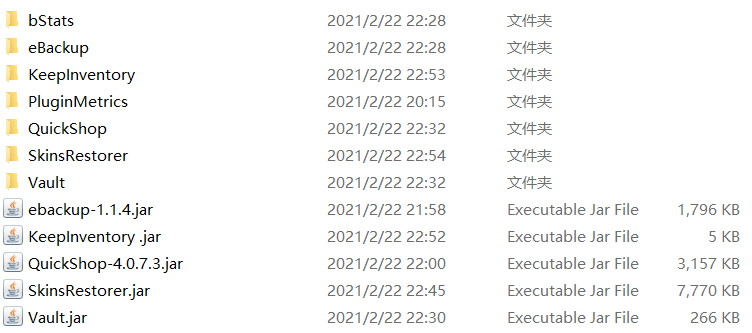 bStats 2021/2/22 22:28 文件夹
eBackup 2021/2/22 22:28 文件夹
KeepInventory 2021/2/22 22:53 文件夹
PluginMetrics 2021/2/22 20:15 文件夹
QuickShop 2021/2/22 22:32 文件夹
SkinsRestorer 2021/2/22 22:54 文件夹
Vault 2021/2/22 22:32 文件夹
ebackup-1.1.4.jar 2021/2/22 21:58 Executable Jar File 1,796 KB
KeepInventory .jar 2021/2/22 22:52 Executable Jar File 5 KB
QuickShop-4.0.7.3.jar 2021/2/22 22:00 Executable Jar File 3,157 KB
SkinsRestorer.jar 2021/2/22 22:45 Executable Jar File 7,770 KB
Vault.jar 2021/2/22 22:30 Executable Jar File 266 KB